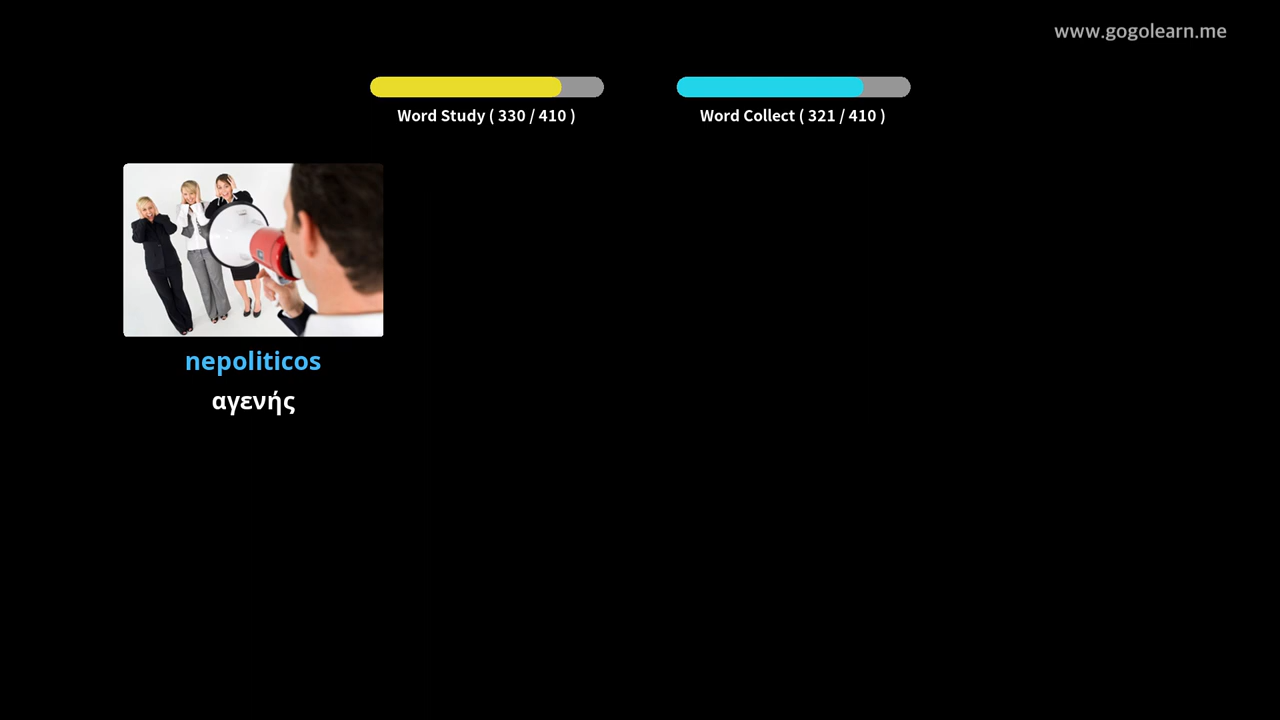 www.gogolearn.me
Word Study ( 330 / 410 )
Word Collect ( 321 / 410 )
nepoliticos
αγενής